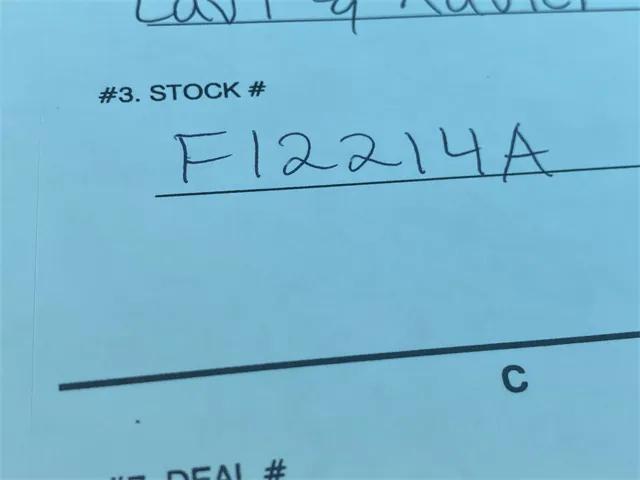 #3. STOCK #
F12214A
C
DEAL #